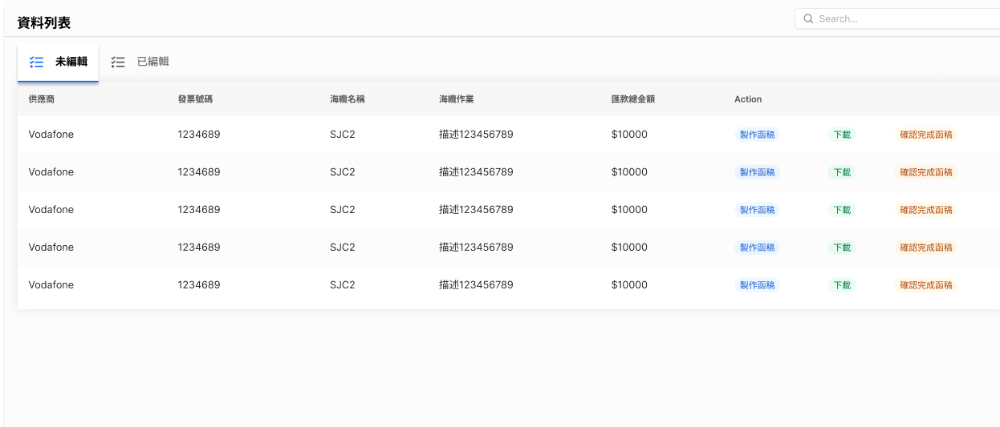 資料列表
Search...
未編輯 已編輯
供應商 發票號碼 海纜名稱 海纜作業 匯款總金額 Action
Vodafone 1234689 SJC2 描述123456789 $10000 製作函稿 下載 確認完成函稿
Vodafone 1234689 SJC2 描述123456789 $10000 製作函稿 下載 確認完成函稿
Vodafone 1234689 SJC2 描述123456789 $10000 製作函稿 下載 確認完成函稿
Vodafone 1234689 SJC2 描述123456789 $10000 製作函稿 下載 確認完成函稿
Vodafone 1234689 SJC2 描述123456789 $10000 製作函稿 下載 確認完成函稿